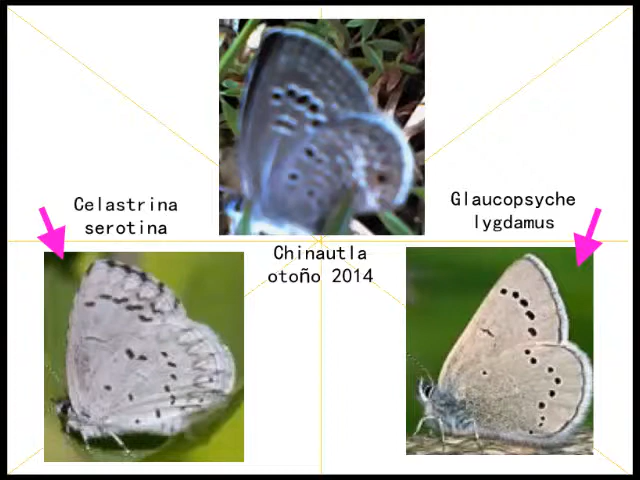 Celastrina
serotina
Glaucopsyche
lygdamus
Chinautla
otoño 2014